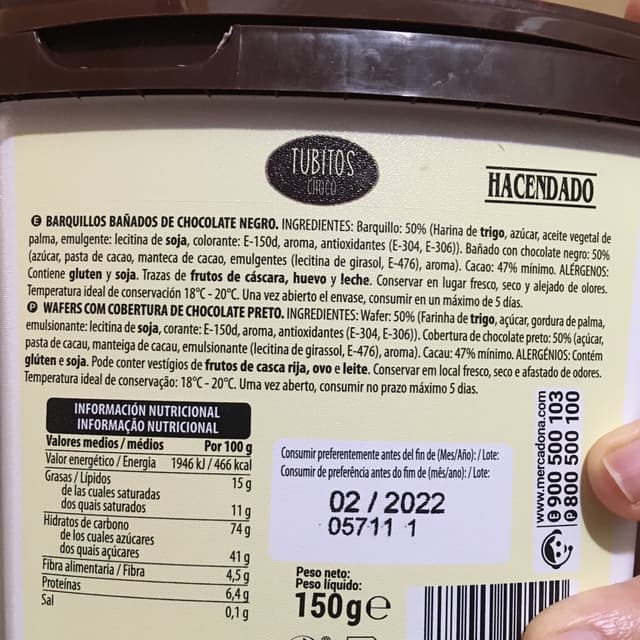 TUBITOS
CHOCO
HACENDADO
E BARQUILLOS BAÑADOS DE CHOCOLATE NEGRO. INGREDIENTES: Barquillo: 50% (Harina de trigo, azúcar, aceite vegetal de
palma, emulgente: lecitina de soja, colorante: E-150d, aroma, antioxidantes (E-304, E-306)). Bañado con chocolate negro: 50%
(azúcar, pasta de cacao, manteca de cacao, emulgentes (lecitina de girasol, E-476), aroma). Cacao: 47% mínimo. ALÉRGENOS:
Contiene gluten y soja. Trazas de frutos de cáscara, huevo y leche. Conservar en lugar fresco, seco y alejado de olores.
Temperatura ideal de conservación 18°C - 20°C. Una vez abierto el envase, consumir en un máximo de 5 días.
P WAFERS COM COBERTURA DE CHOCOLATE PRETO. INGREDIENTES: Wafer: 50% (Farinha de trigo, açúcar, gordura de palma,
emulsionante: lecitina de soja, corante: E-150d, aroma, antioxidantes (E-304, E-306)). Cobertura de chocolate preto: 50% (açúcar,
pasta de cacau, manteiga de cacau, emulsionante (lecitina de girassol, E-476), aroma). Cacau: 47% mínimo. ALERGÉNIOS: Contém
glúten e soja. Pode conter vestígios de frutos de casca rija, ovo e leite. Conservar em local fresco, seco e afastado de odores.
Temperatura ideal de conservação: 18°C - 20°C. Uma vez aberto, consumir no prazo máximo 5 dias.
INFORMACIÓN NUTRICIONAL
INFORMAÇÃO NUTRICIONAL
Valores medios / médios Por 100 g
Valor energético / Energia 1946 kJ / 466 kcal
Grasas / Lípidos 15 g
de las cuales saturadas
dos quais saturados 11 g
Hidratos de carbono 74 g
de los cuales azúcares
dos quais açúcares 41 g
Fibra alimentaria / Fibra 4,5 g
Proteínas 6,4 g
Sal 0,1 g
Consumir preferentemente antes del fin de (Mes/Año): / Lote:
Consumir de preferência antes do fim de (mês/ano): / Lote:
02 / 2022
05711 1
Peso neto:
Peso líquido:
150g e
www.mercadona.com
E 900 500 103
P 800 500 100